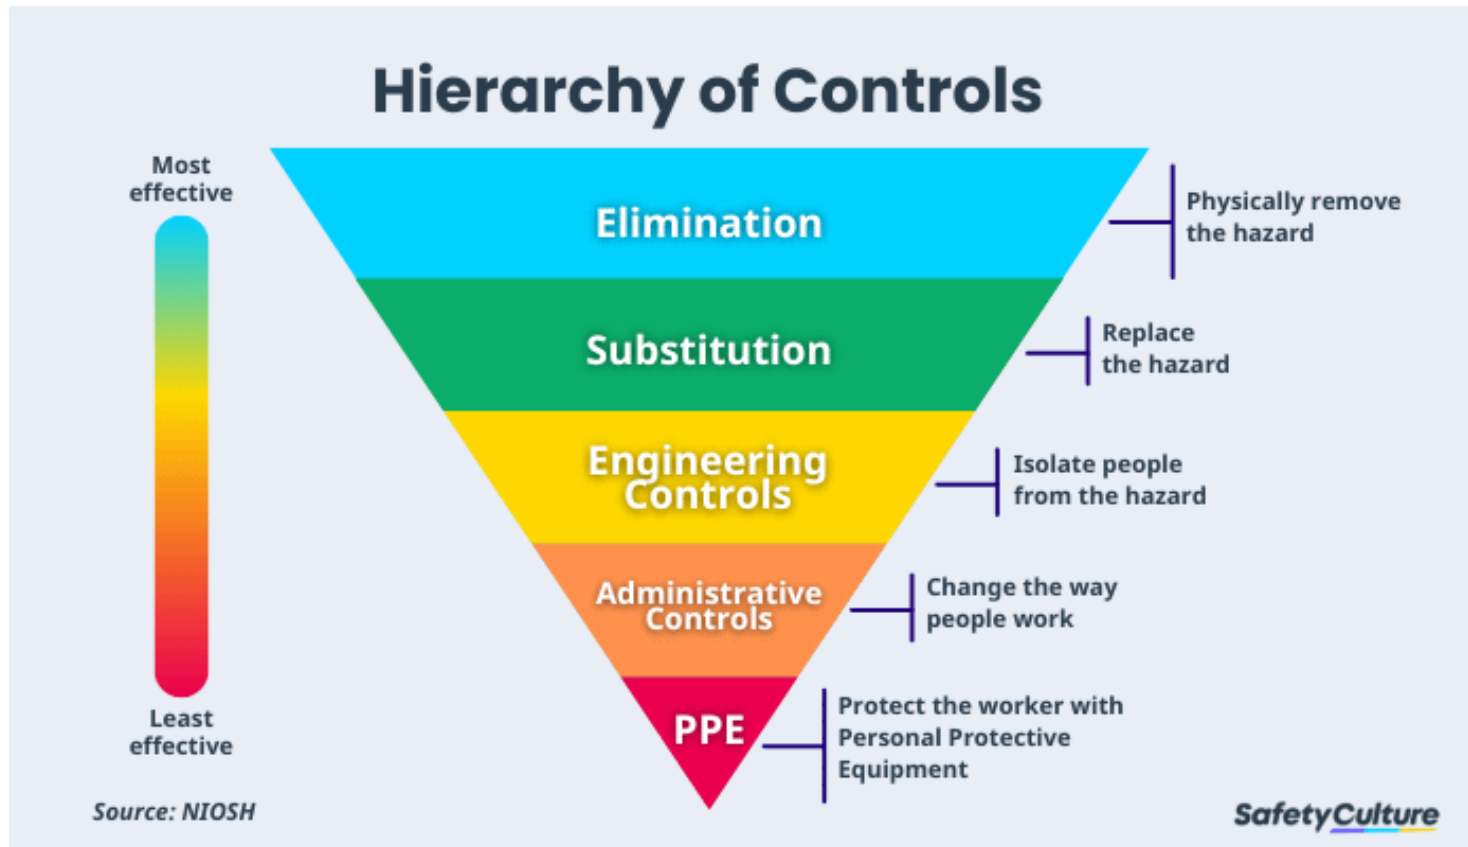 Hierarchy of Controls
Most
effective
Elimination
Physically remove
the hazard
Substitution
Replace
the hazard
Engineering
Controls
Isolate people
from the hazard
Administrative
Controls
Change the way
people work
PPE
Protect the worker with
Personal Protective
Equipment
Least
effective
Source: NIOSH
SafetyCulture